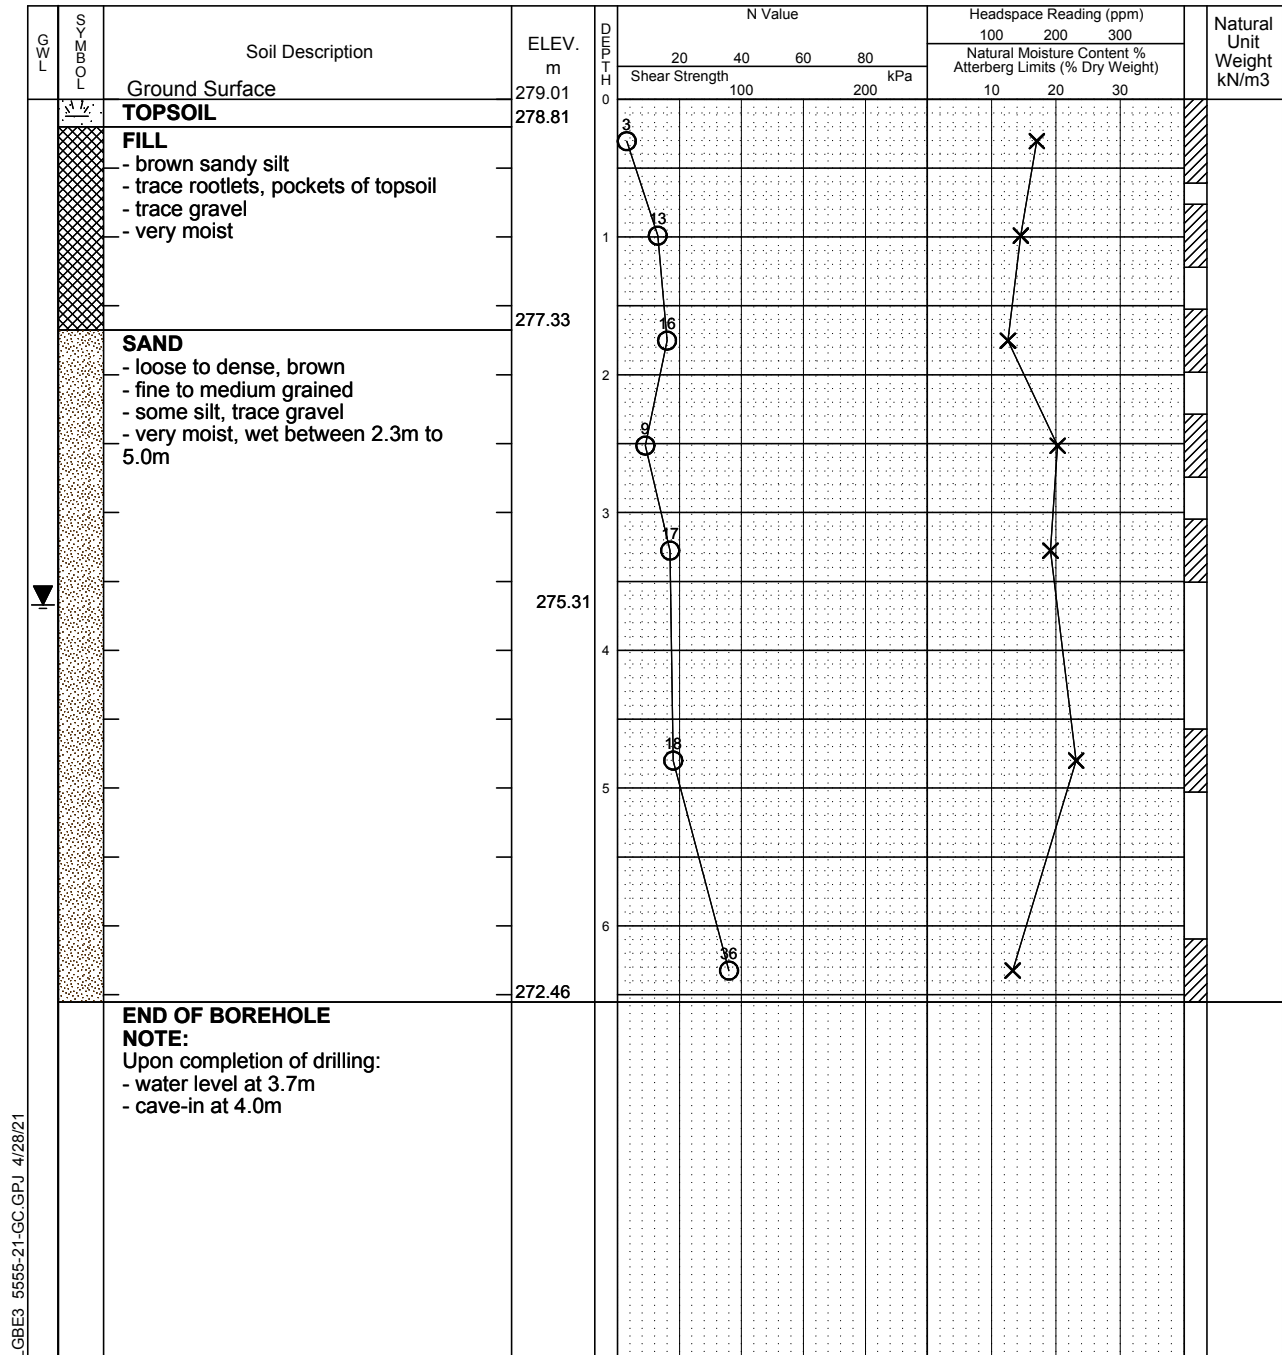 GWL
SYMBOL
Soil Description
Ground Surface
ELEV.
m
279.01
DEPTH
N Value
20 40 60 80
Shear Strength kPa
100 200
Headspace Reading (ppm)
100 200 300
Natural Moisture Content %
Atterberg Limits (% Dry Weight)
10 20 30
Natural
Unit
Weight
kN/m3
0
TOPSOIL
278.81
FILL
- brown sandy silt
- trace rootlets, pockets of topsoil
- trace gravel
- very moist
3
13
1
277.33
16
SAND
- loose to dense, brown
- fine to medium grained
- some silt, trace gravel
- very moist, wet between 2.3m to
5.0m
2
9
3
17
275.31
4
18
5
6
36
272.46
END OF BOREHOLE
NOTE:
Upon completion of drilling:
- water level at 3.7m
- cave-in at 4.0m
LGBE3 5555-21-GC.GPJ 4/28/21